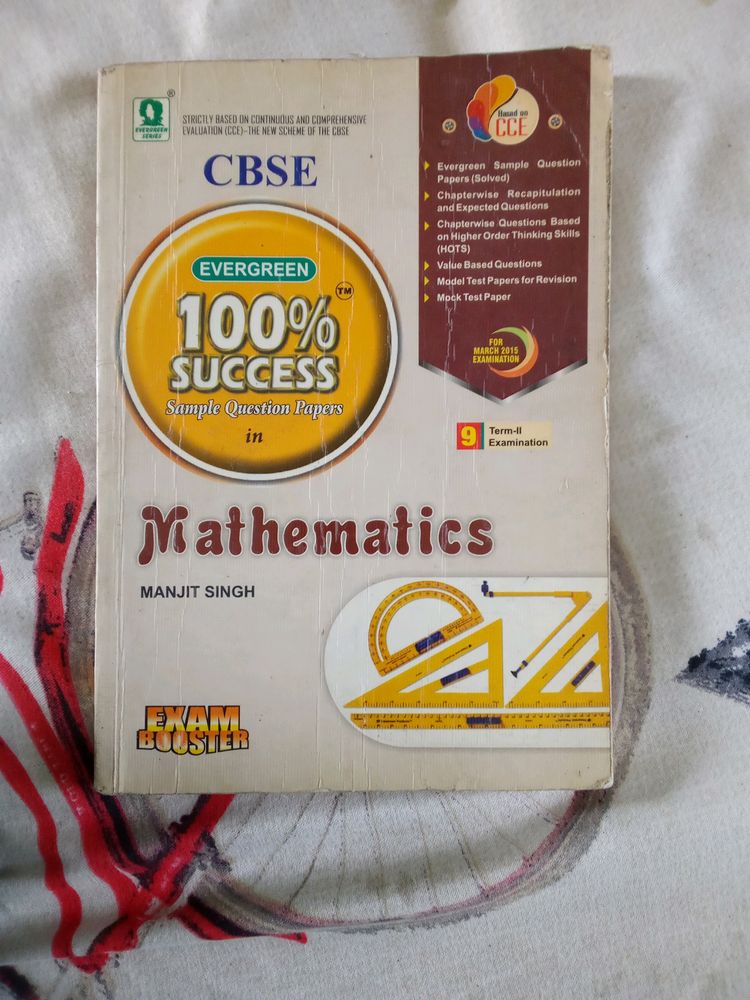 EVERGREEN
SERIES
®
STRICTLY BASED ON CONTINUOUS AND COMPREHENSIVE
EVALUATION (CCE)-THE NEW SCHEME OF THE CBSE
CBSE
EVERGREEN
100% TM
SUCCESS
Sample Question Papers
in
Based on
CCE
Evergreen Sample Question
Papers (Solved)
Chapterwise Recapitulation
and Expected Questions
Chapterwise Questions Based
on Higher Order Thinking Skills
(HOTS)
Value Based Questions
Model Test Papers for Revision
Mock Test Paper
FOR
MARCH 2015
EXAMINATION
9 Term-II
Examination
Mathematics
MANJIT SINGH
EXAM
BOOSTER